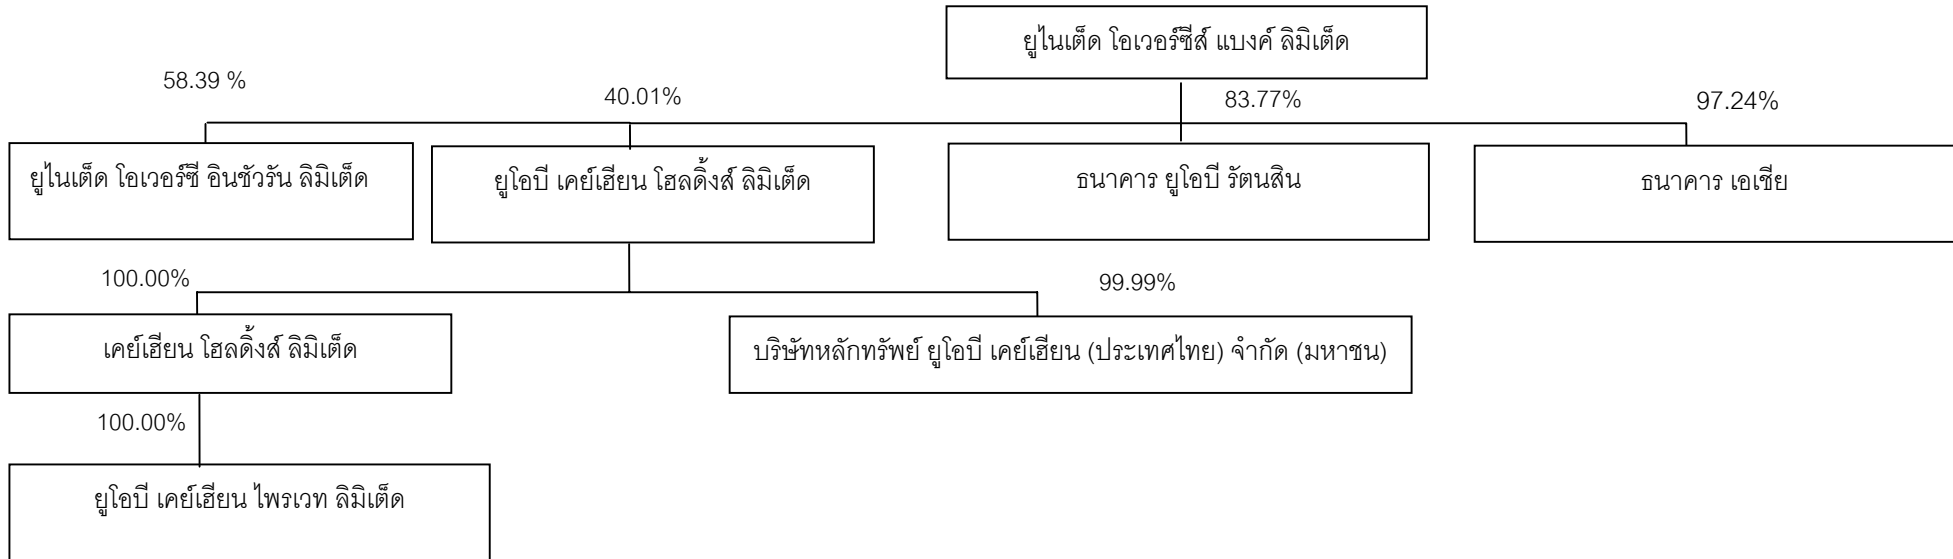 ยูไนเต็ด โอเวอร์ซีส์ แบงค์ ลิมิเต็ด
58.39 %
40.01%
83.77%
97.24%
ยูไนเต็ด โอเวอร์ซี อินชัวรัน ลิมิเต็ด
ยูโอบี เคย์เฮียน โฮลดิ้งส์ ลิมิเต็ด
ธนาคาร ยูโอบี รัตนสิน
ธนาคาร เอเชีย
100.00%
99.99%
เคย์เฮียน โฮลดิ้งส์ ลิมิเต็ด
บริษัทหลักทรัพย์ ยูโอบี เคย์เฮียน (ประเทศไทย) จำกัด (มหาชน)
100.00%
ยูโอบี เคย์เฮียน ไพรเวท ลิมิเต็ด